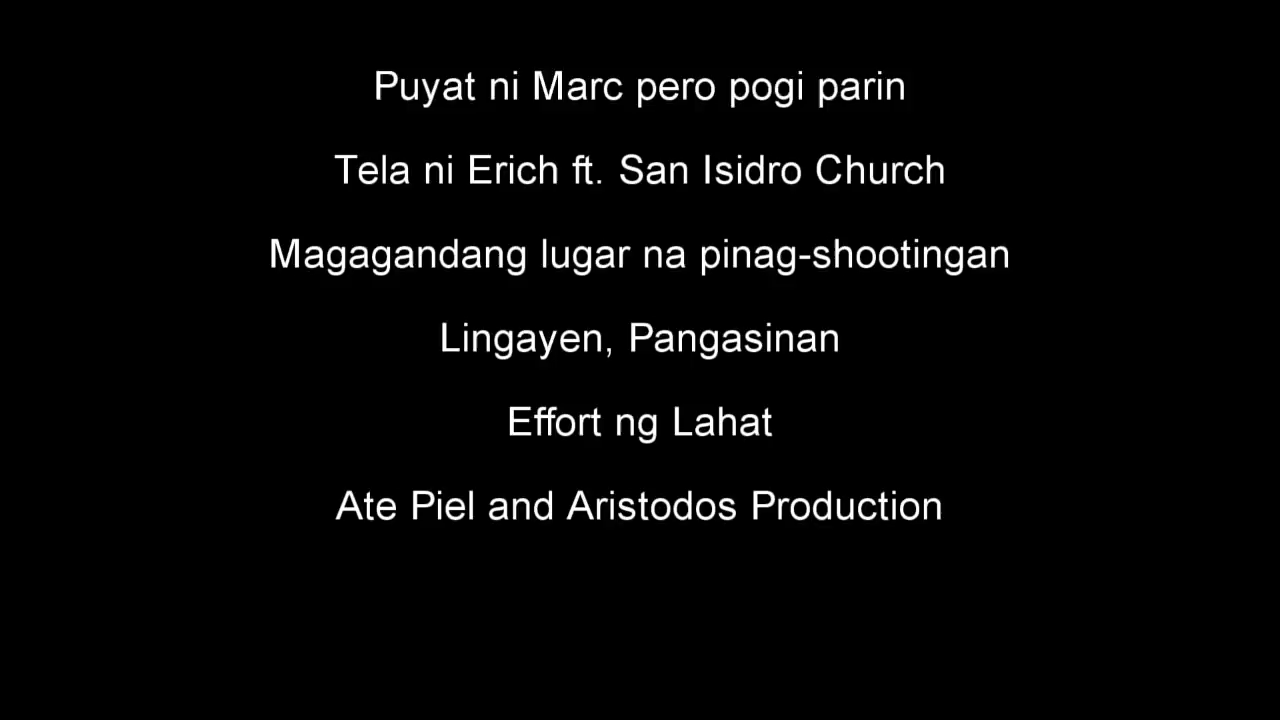 Puyat ni Marc pero pogi parin
Tela ni Erich ft. San Isidro Church
Magagandang lugar na pinag-shootingan
Lingayen, Pangasinan
Effort ng Lahat
Ate Piel and Aristodos Production